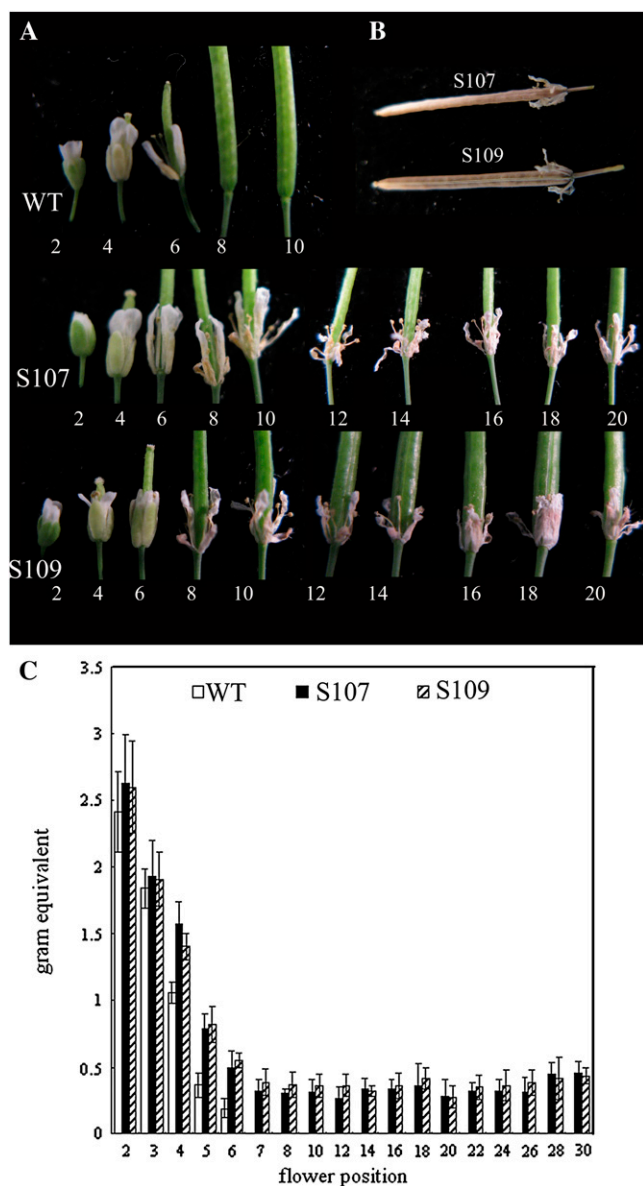 A
B
S107
S109
WT
2 4 6 8 10
S107
2 4 6 8 10 12 14 16 18 20
S109
2 4 6 8 10 12 14 16 18 20
C
3.5
WT S107 S109
3
2.5
2
1.5
1
0.5
0
gram equivalent
2 3 4 5 6 7 8 10 12 14 16 18 20 22 24 26 28 30
flower position